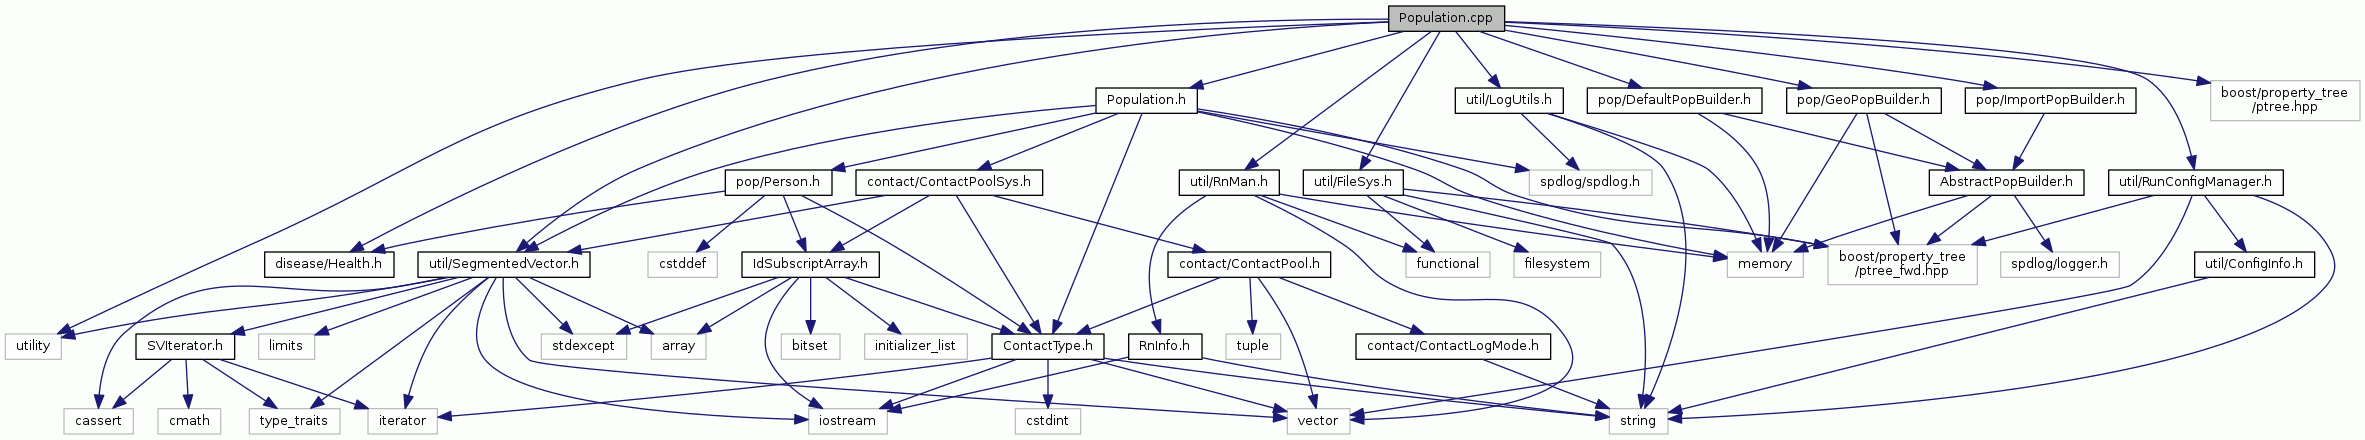 Population.cpp
Population.h
util/LogUtils.h
pop/DefaultPopBuilder.h
pop/GeoPopBuilder.h
pop/ImportPopBuilder.h
boost/property_tree
/ptree.hpp
pop/Person.h
contact/ContactPoolSys.h
util/RnMan.h
util/FileSys.h
spdlog/spdlog.h
AbstractPopBuilder.h
util/RunConfigManager.h
disease/Health.h
util/SegmentedVector.h
cstddef
IdSubscriptArray.h
contact/ContactPool.h
functional
filesystem
memory
boost/property_tree
/ptree_fwd.hpp
spdlog/logger.h
util/ConfigInfo.h
utility
SVIterator.h
limits
stdexcept
array
bitset
initializer_list
ContactType.h
RnInfo.h
tuple
contact/ContactLogMode.h
cassert
cmath
type_traits
iterator
iostream
cstdint
vector
string